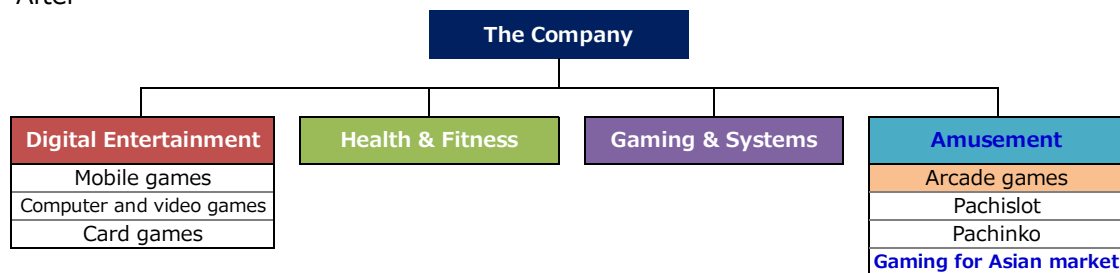 After
The Company
Digital Entertainment
Health & Fitness
Gaming & Systems
Amusement
Mobile games
Computer and video games
Card games
Arcade games
Pachislot
Pachinko
Gaming for Asian market